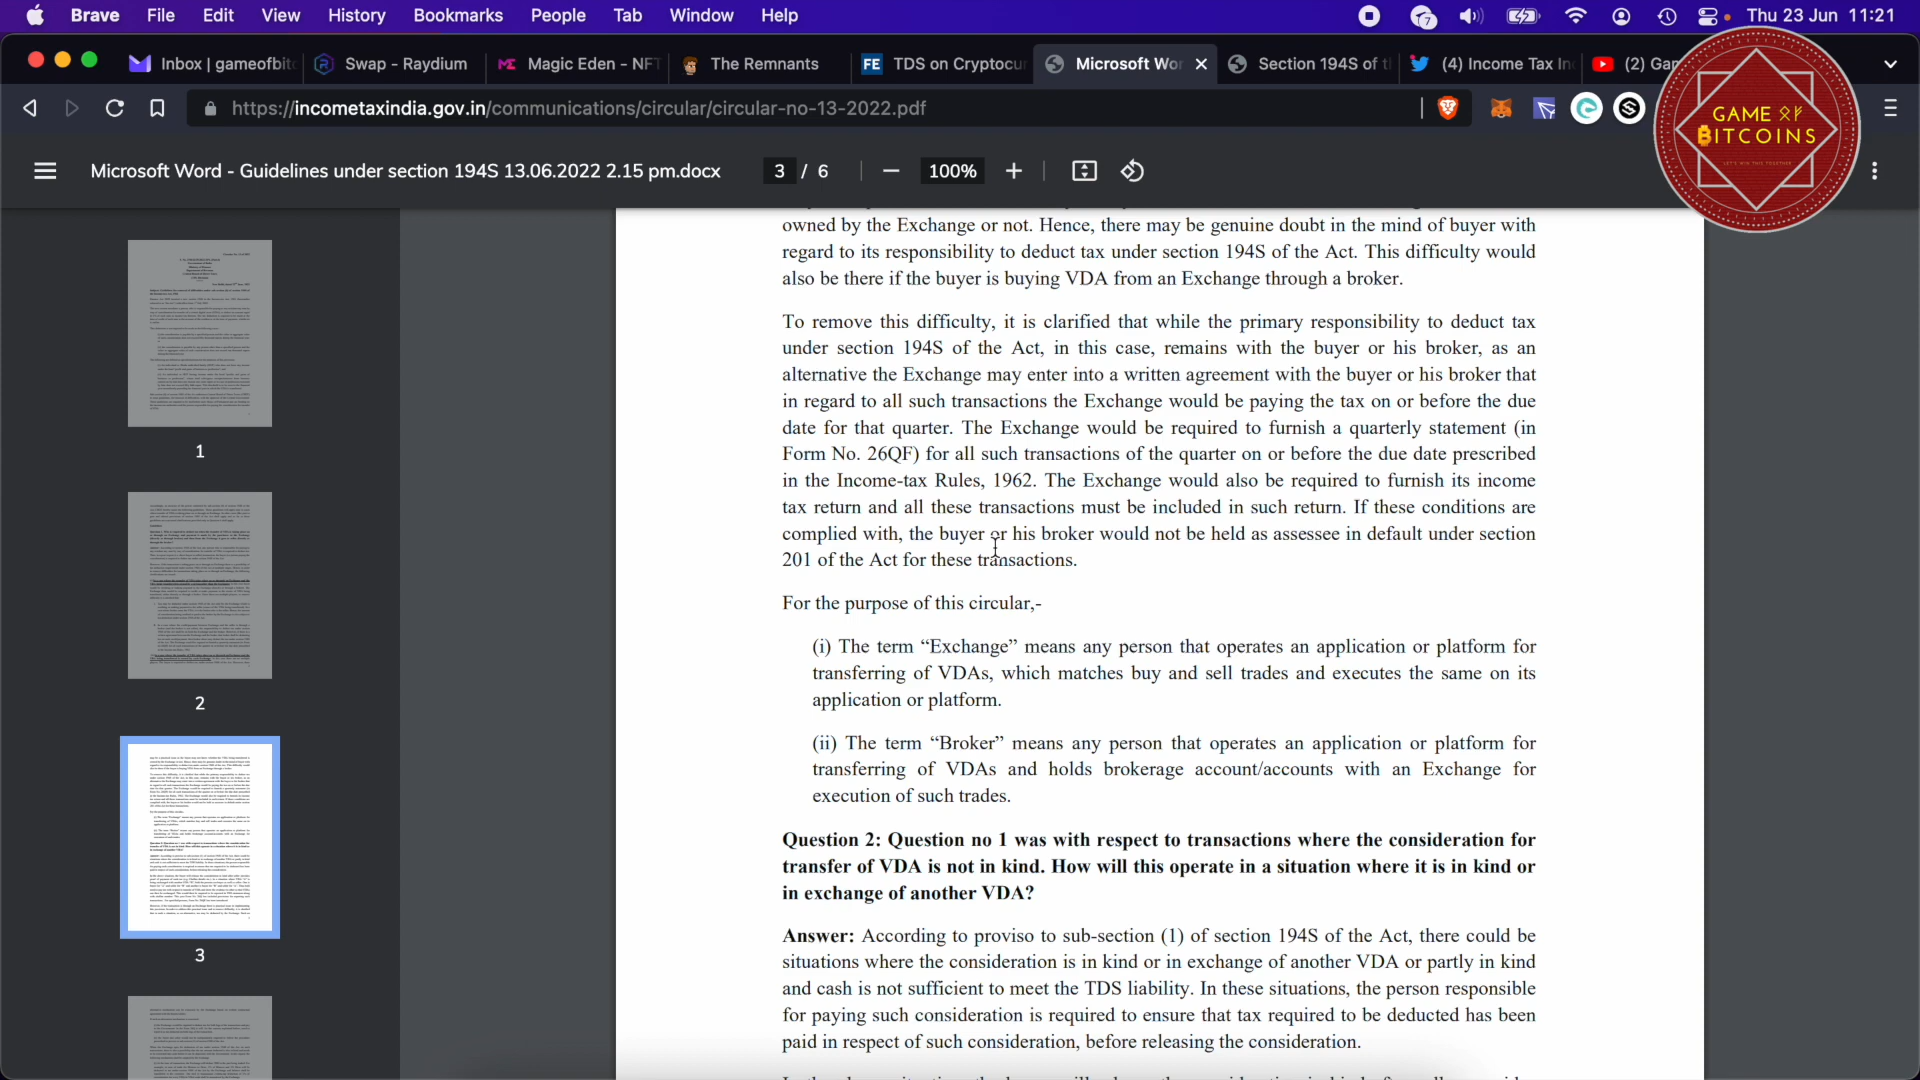 Brave File Edit View History Bookmarks People Tab Window Help 7 Thu 23 Jun 11:21
Inbox | gameofbit Swap - Raydium ME Magic Eden - NFT The Remnants FE TDS on Cryptocur Microsoft Wor Section 194S of t (4) Income Tax In (2) Gam
https://incometaxindia.gov.in/communications/circular/circular-no-13-2022.pdf
GAME OF
BITCOINS
LET'S WIN THIS TOGETHER
Microsoft Word - Guidelines under section 194S 13.06.2022 2.15 pm.docx 3 / 6 100%
1
2
3
owned by the Exchange or not. Hence, there may be genuine doubt in the mind of buyer with
regard to its responsibility to deduct tax under section 194S of the Act. This difficulty would
also be there if the buyer is buying VDA from an Exchange through a broker.
To remove this difficulty, it is clarified that while the primary responsibility to deduct tax
under section 194S of the Act, in this case, remains with the buyer or his broker, as an
alternative the Exchange may enter into a written agreement with the buyer or his broker that
in regard to all such transactions the Exchange would be paying the tax on or before the due
date for that quarter. The Exchange would be required to furnish a quarterly statement (in
Form No. 26QF) for all such transactions of the quarter on or before the due date prescribed
in the Income-tax Rules, 1962. The Exchange would also be required to furnish its income
tax return and all these transactions must be included in such return. If these conditions are
complied with, the buyer or his broker would not be held as assessee in default under section
201 of the Act for these transactions.
For the purpose of this circular,-
(i) The term “Exchange” means any person that operates an application or platform for
transferring of VDAs, which matches buy and sell trades and executes the same on its
application or platform.
(ii) The term “Broker” means any person that operates an application or platform for
transferring of VDAs and holds brokerage account/accounts with an Exchange for
execution of such trades.
Question 2: Question no 1 was with respect to transactions where the consideration for
transfer of VDA is not in kind. How will this operate in a situation where it is in kind or
in exchange of another VDA?
Answer: According to proviso to sub-section (1) of section 194S of the Act, there could be
situations where the consideration is in kind or in exchange of another VDA or partly in kind
and cash is not sufficient to meet the TDS liability. In these situations, the person responsible
for paying such consideration is required to ensure that tax required to be deducted has been
paid in respect of such consideration, before releasing the consideration.